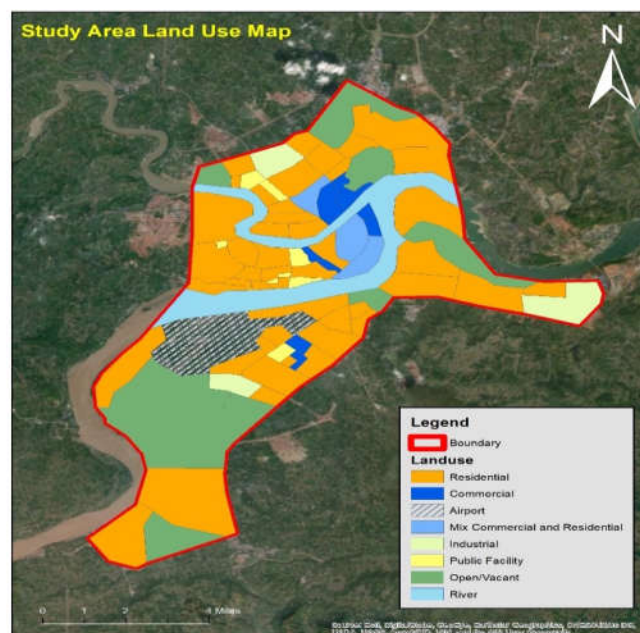 Study Area Land Use Map
N
Legend
Boundary
Landuse
Residential
Commercial
Airport
Mix Commercial and Residential
Industrial
Public Facility
Open/Vacant
River
0 1 2 4 Miles